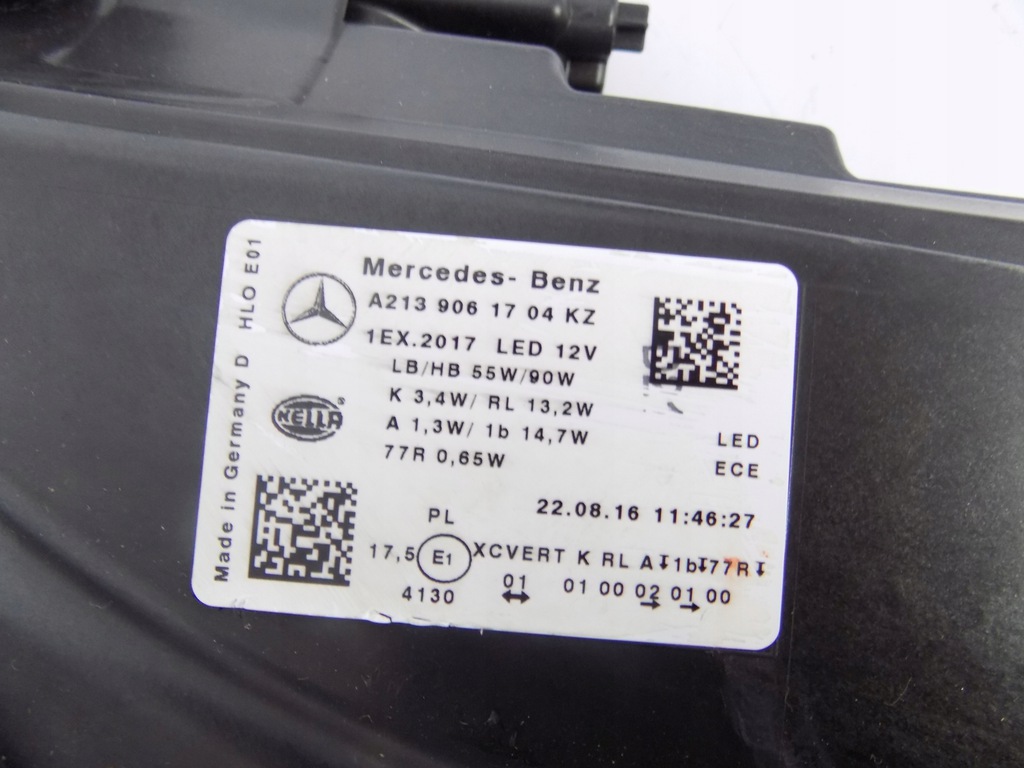 Mercedes- Benz
A213 906 17 04 KZ
1EX.2017 LED 12V
LB/HB 55W/90W
K 3,4W/ RL 13,2W
A 1,3W/ 1b 14,7W
77R 0,65W
LED
ECE
22.08.16 11:46:27
PL
17,5 E1 XCVERT K RL A↧1b↧77R↧
4130 01 ↔ 01 00 02→ 01→ 00
HELLA ®
Made in Germany D HLO E01